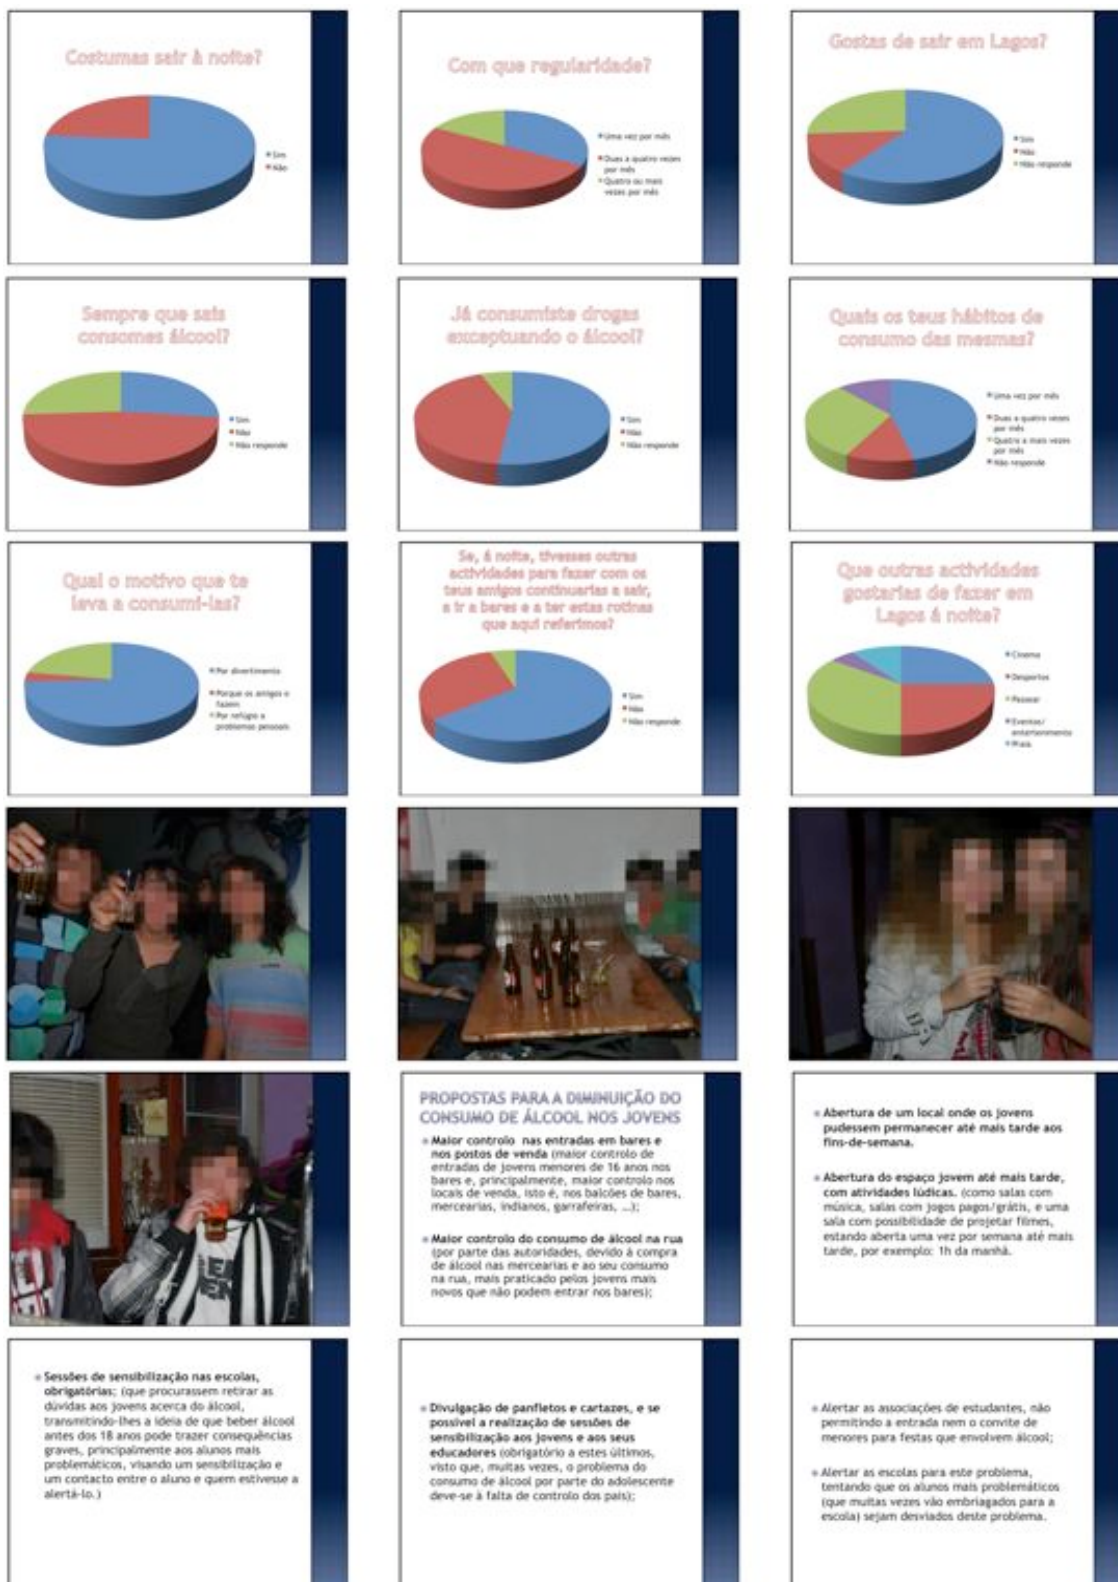 Costumas sair à noite?
Sim
Não
Com que regularidade?
Uma vez por mês
Duas a quatro vezes
por mês
Quatro ou mais
vezes por mês
Gostas de sair em Lagos?
Sim
Não
Não responde
Sempre que sais
consomes álcool?
Sim
Não
Não responde
Já consumiste drogas
exceptuando o álcool?
Sim
Não
Não responde
Quais os teus hábitos de
consumo das mesmas?
Uma vez por mês
Duas a quatro vezes
por mês
Quatro a mais vezes
por mês
Não responde
Qual o motivo que te
leva a consumi-las?
Por divertimento
Porque os amigos o
fazem
Por refúgio a
problemas pessoais
Se, á noite, tivesses outras
actividades para fazer com os
teus amigos continuarias a sair,
a ir a bares e a ter estas rotinas
que aqui referimos?
Sim
Não
Não responde
Que outras actividades
gostarias de fazer em
Lagos á noite?
Cinema
Desportos
Passear
Eventos/
entertenimento
Praia
PROPOSTAS PARA A DIMINUIÇÃO DO
CONSUMO DE ÁLCOOL NOS JOVENS
Maior controlo nas entradas em bares e
nos postos de venda (maior controlo de
entradas de jovens menores de 16 anos nos
bares e, principalmente, maior controlo nos
locais de venda, isto é, nos balcões de bares,
mercearias, indianos, garrafeiras, …);
Maior controlo do consumo de álcool na rua
(por parte das autoridades, devido á compra
de álcool nas mercearias e ao seu consumo
na rua, mais praticado pelos jovens mais
novos que não podem entrar nos bares);
Abertura de um local onde os jovens
pudessem permanecer até mais tarde aos
fins-de-semana.
Abertura do espaço jovem até mais tarde,
com atividades lúdicas. (como salas com
música, salas com jogos pagos/grátis, e uma
sala com possibilidade de projetar filmes,
estando aberta uma vez por semana até mais
tarde, por exemplo: 1h da manhã.
Sessões de sensibilização nas escolas,
obrigatórias; (que procurassem retirar as
dúvidas aos jovens acerca do álcool,
transmitindo-lhes a ideia de que beber álcool
antes dos 18 anos pode trazer consequências
graves, principalmente aos alunos mais
problemáticos, visando um sensibilização e
um contacto entre o aluno e quem estivesse a
alertá-lo.)
Divulgação de panfletos e cartazes, e se
possível a realização de sessões de
sensibilização aos jovens e aos seus
educadores (obrigatório a estes últimos,
visto que, muitas vezes, o problema do
consumo de álcool por parte do adolescente
deve-se à falta de controlo dos pais);
Alertar as associações de estudantes, não
permitindo a entrada nem o convite de
menores para festas que envolvem álcool;
Alertar as escolas para este problema,
tentando que os alunos mais problemáticos
(que muitas vezes vão embriagados para a
escola) sejam desviados deste problema.